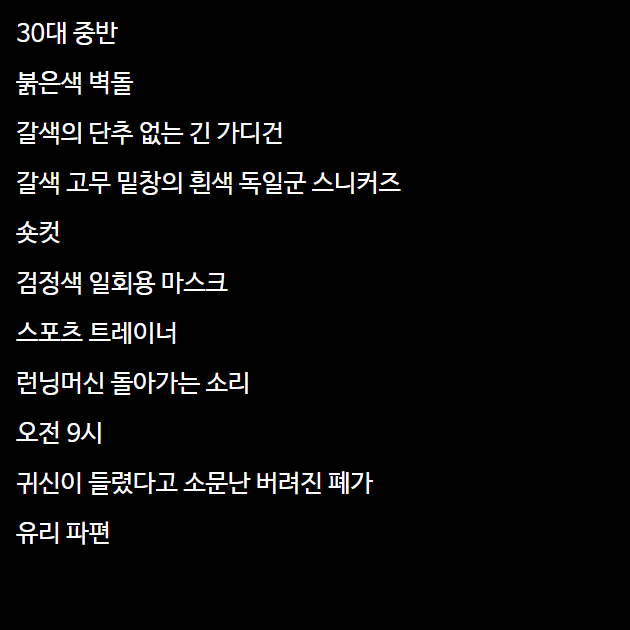 30대 중반
붉은색 벽돌
갈색의 단추 없는 긴 가디건
갈색 고무 밑창의 흰색 독일군 스니커즈
숏컷
검정색 일회용 마스크
스포츠 트레이너
런닝머신 돌아가는 소리
오전 9시
귀신이 들렸다고 소문난 버려진 폐가
유리 파편